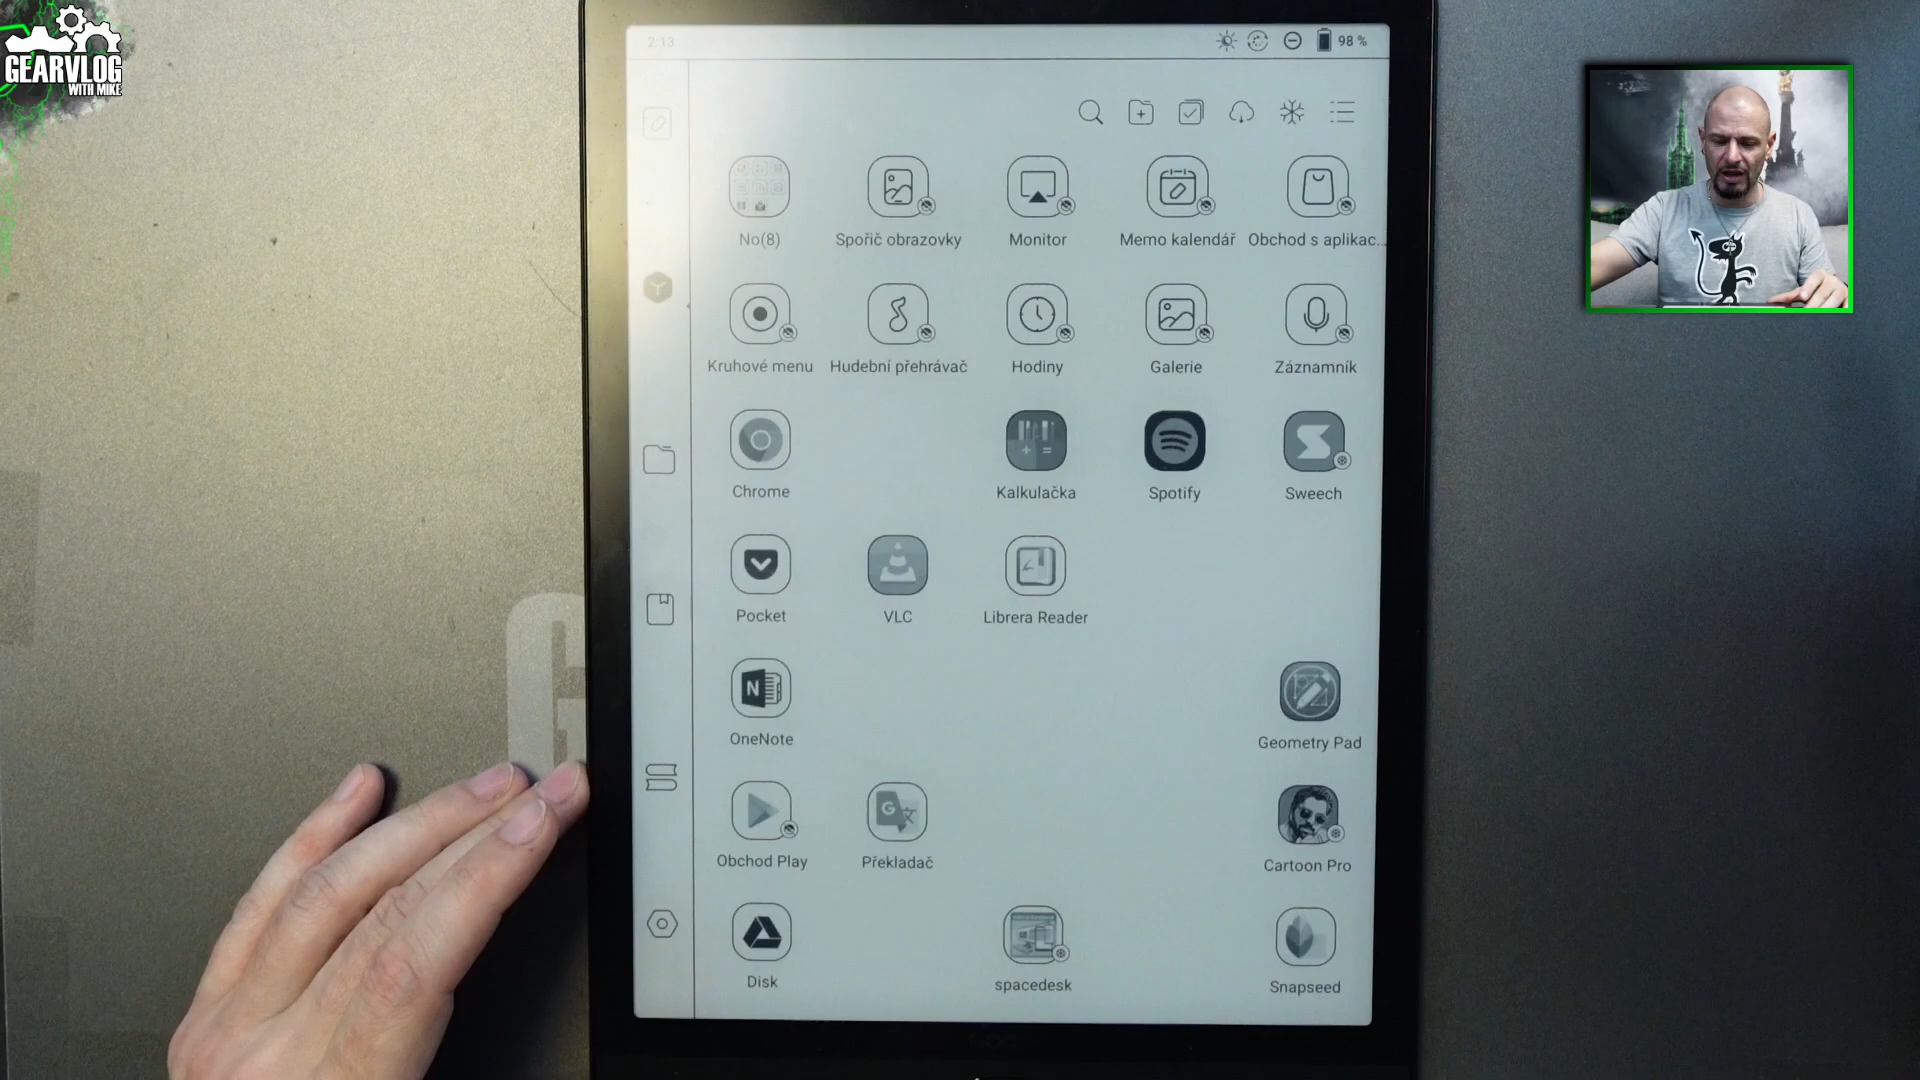 GEARVLOG
WITH MIKE
2:13
98 %
No(8)
Spořič obrazovky
Monitor
Memo kalendář
Obchod s aplikac...
Kruhové menu
Hudební přehrávač
Hodiny
Galerie
Záznamník
Chrome
Kalkulačka
Spotify
Sweech
Pocket
VLC
Librera Reader
N
OneNote
Geometry Pad
Obchod Play
G
Překladač
Cartoon Pro
Disk
spacedesk
Snapseed
G